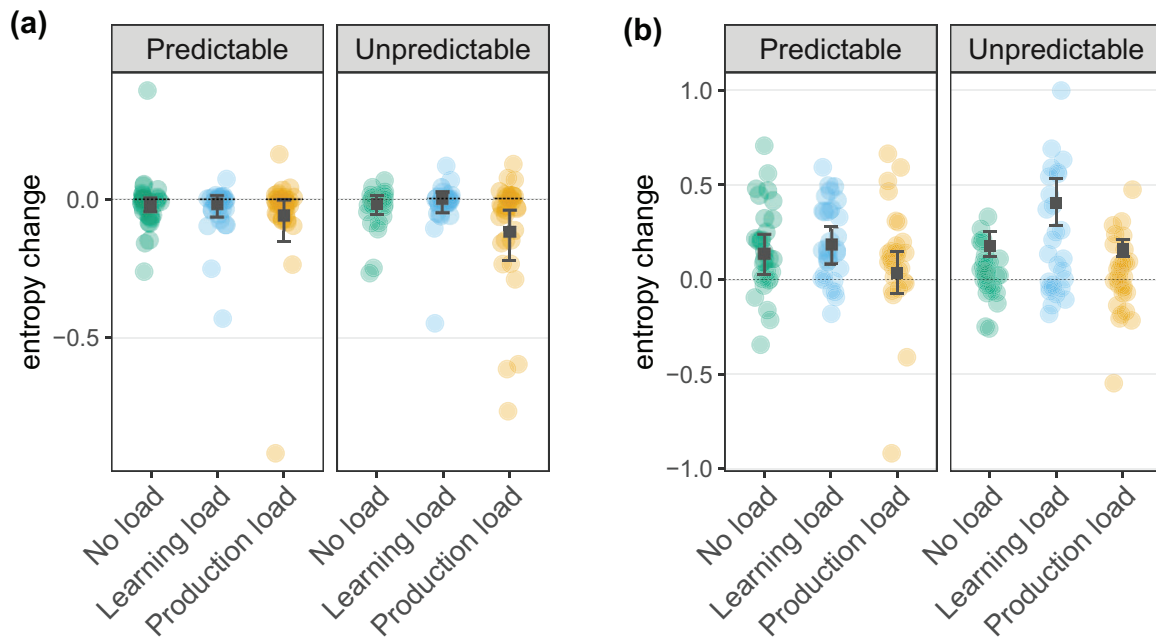 (a)
Predictable
Unpredictable
entropy change
0.0
−0.5
No load
Learning load
Production load
No load
Learning load
Production load
(b)
Predictable
Unpredictable
entropy change
1.0
0.5
0.0
−0.5
−1.0
No load
Learning load
Production load
No load
Learning load
Production load